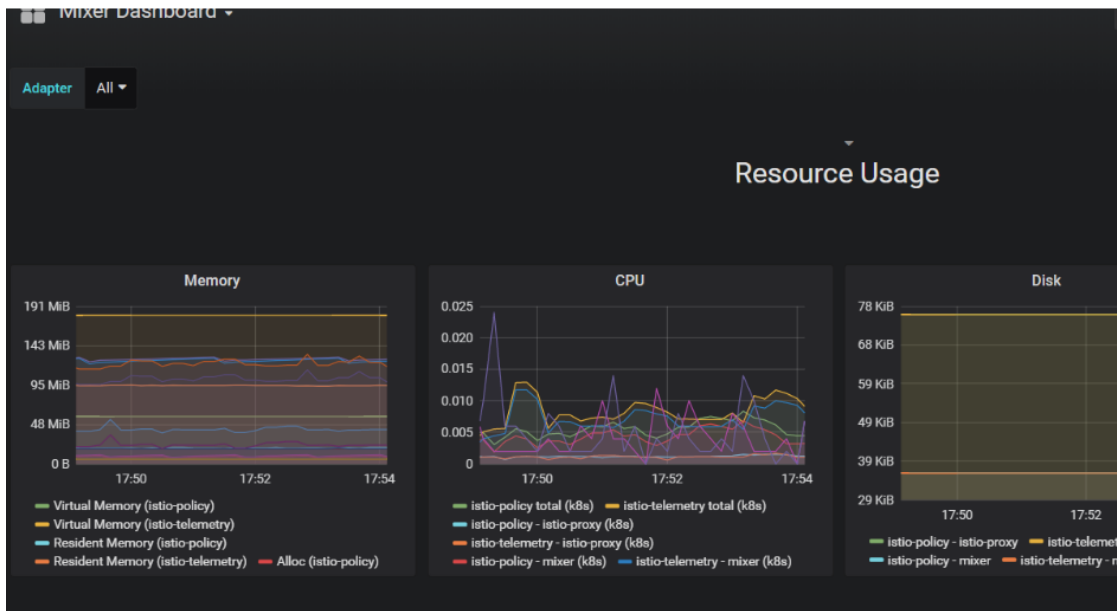 Mixer Dashboard
Adapter All
Resource Usage
Memory
191 MiB
143 MiB
95 MiB
48 MiB
0 B
17:50 17:52 17:54
Virtual Memory (istio-policy)
Virtual Memory (istio-telemetry)
Resident Memory (istio-policy)
Resident Memory (istio-telemetry) Alloc (istio-policy)
CPU
0.025
0.020
0.015
0.010
0.005
0
17:50 17:52 17:54
istio-policy total (k8s) istio-telemetry total (k8s)
istio-policy - istio-proxy (k8s)
istio-telemetry - istio-proxy (k8s)
istio-policy - mixer (k8s) istio-telemetry - mixer (k8s)
Disk
78 KiB
68 KiB
59 KiB
49 KiB
39 KiB
29 KiB
17:50 17:52
istio-policy - istio-proxy istio-telemet
istio-policy - mixer istio-telemetry -